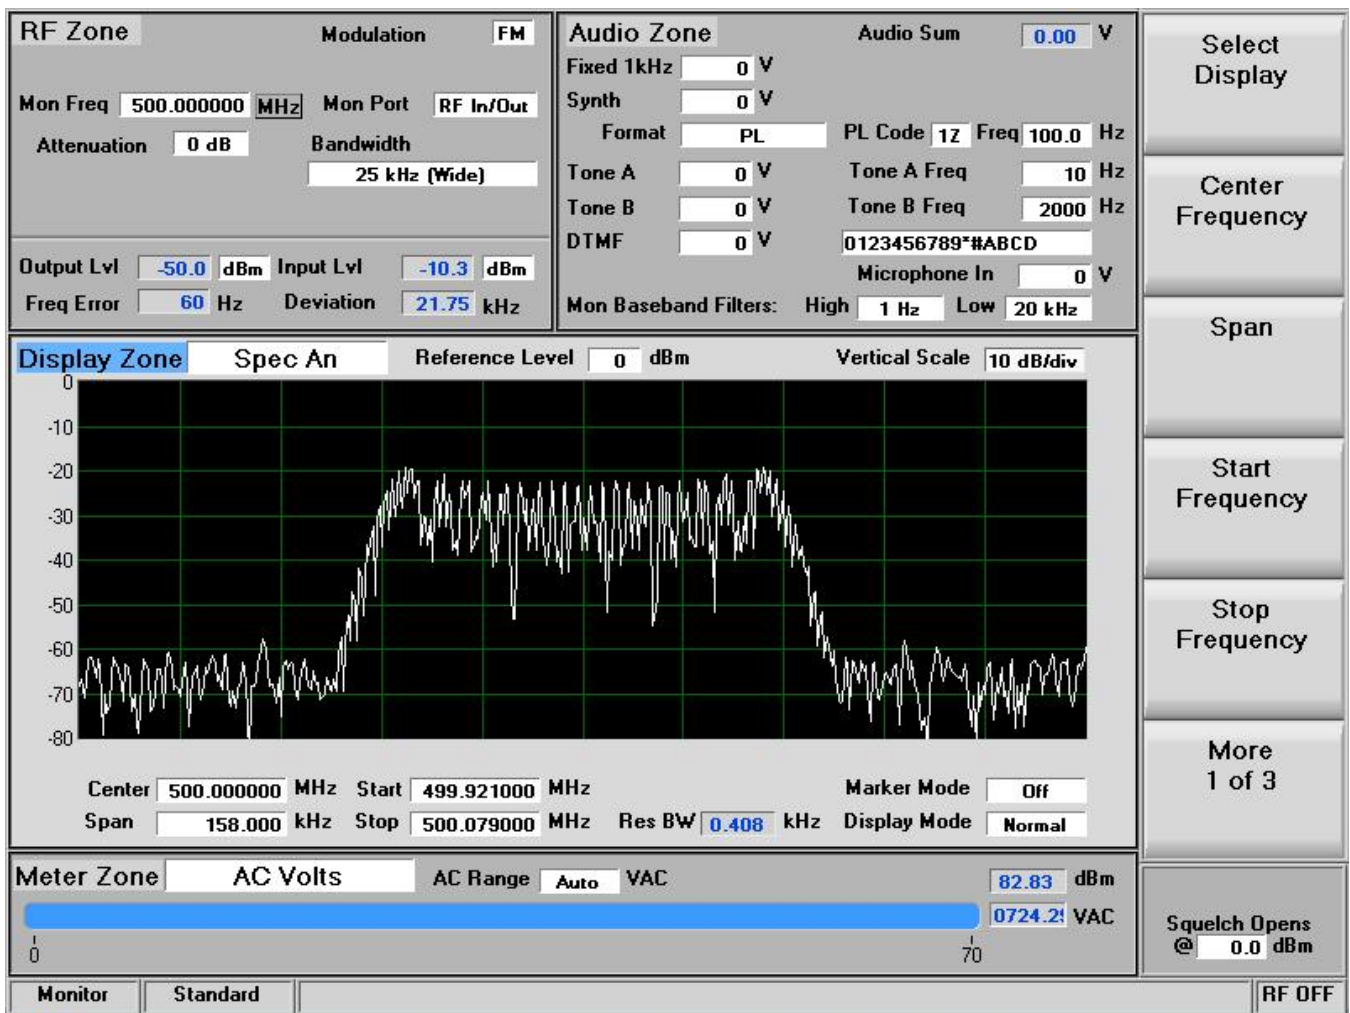 RF Zone
Modulation FM
Mon Freq 500.000000 MHz Mon Port RF In/Out
Attenuation 0 dB Bandwidth
25 kHz (Wide)
Output Lvl -50.0 dBm Input Lvl -10.3 dBm
Freq Error 60 Hz Deviation 21.75 kHz
Audio Zone Audio Sum 0.00 V
Fixed 1kHz 0 V
Synth 0 V
Format PL PL Code 1Z Freq 100.0 Hz
Tone A 0 V Tone A Freq 10 Hz
Tone B 0 V Tone B Freq 2000 Hz
DTMF 0 V 0123456789*#ABCD
Microphone In 0 V
Mon Baseband Filters: High 1 Hz Low 20 kHz
Display Zone Spec An Reference Level 0 dBm Vertical Scale 10 dB/div
0
-10
-20
-30
-40
-50
-60
-70
-80
Center 500.000000 MHz Start 499.921000 MHz Marker Mode Off
Span 158.000 kHz Stop 500.079000 MHz Res BW 0.408 kHz Display Mode Normal
Meter Zone AC Volts AC Range Auto VAC 82.83 dBm
VAC
0 70
Monitor Standard RF OFF
Select
Display
Center
Frequency
Span
Start
Frequency
Stop
Frequency
More
1 of 3
Squelch Opens
@ 0.0 dBm